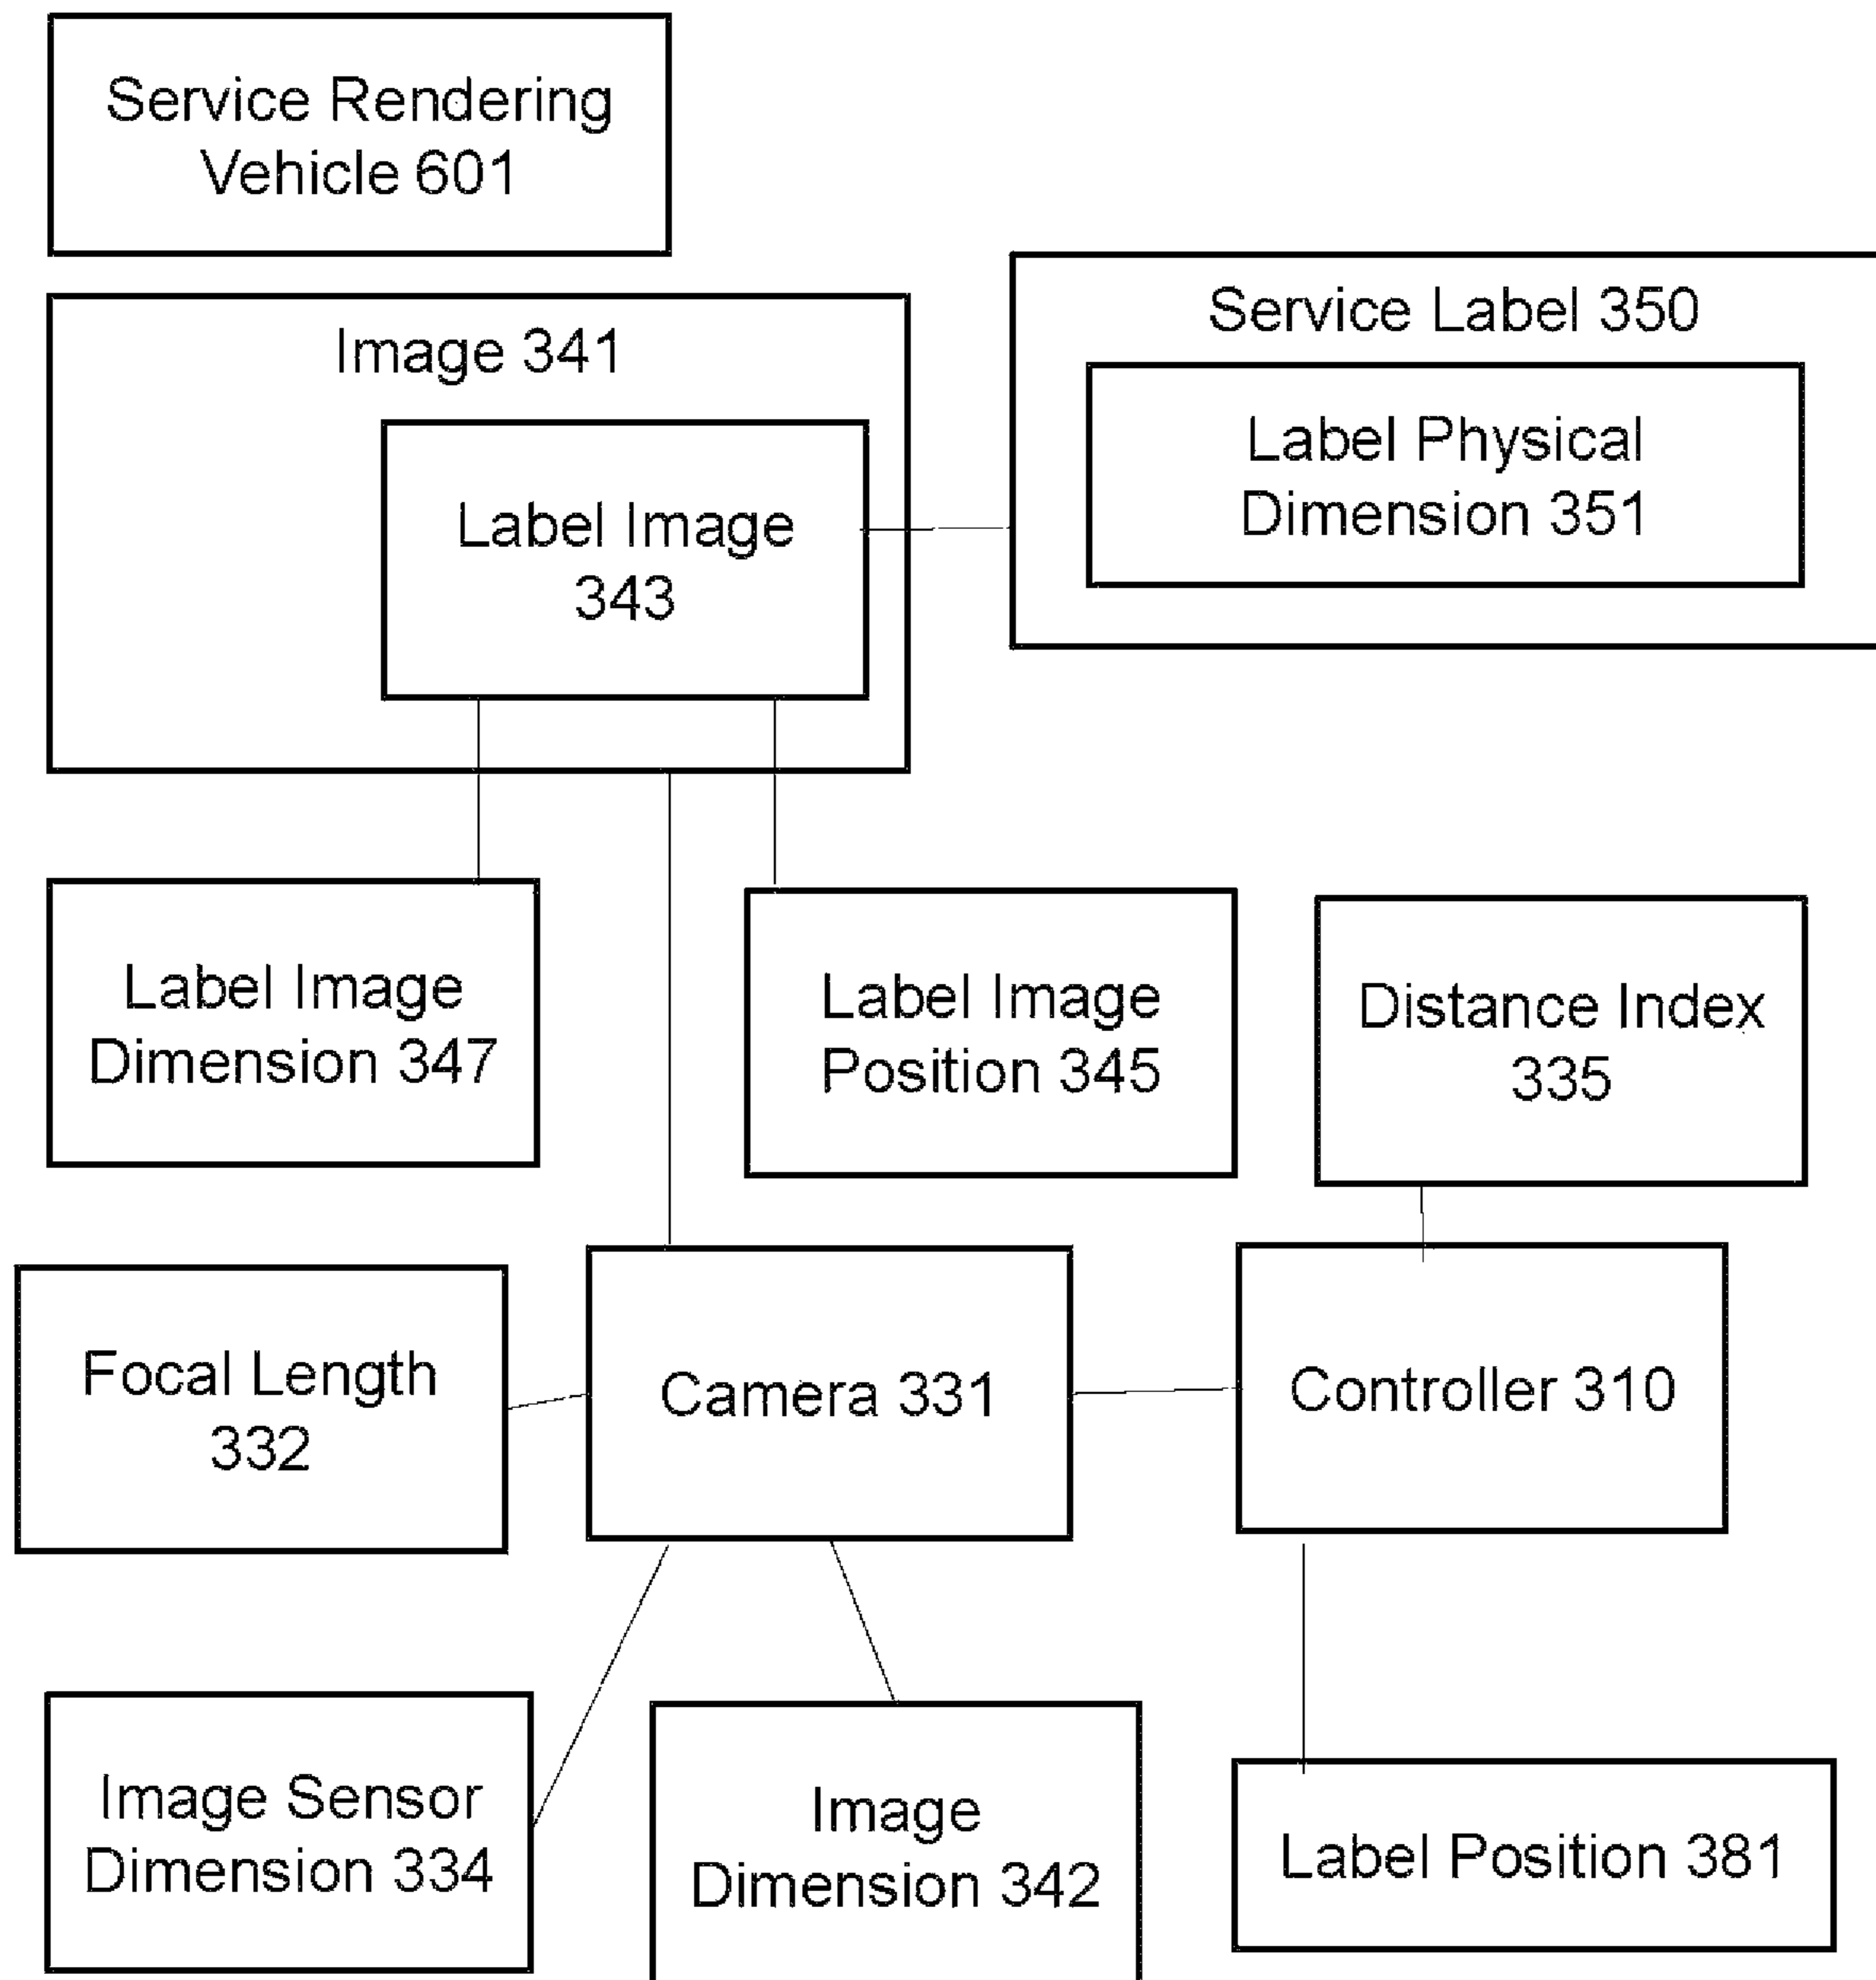 Service Rendering
Vehicle 601
Image 341
Service Label 350
Label Physical
Dimension 351
Label Image
343
Label Image
Dimension 347
Label Image
Position 345
Distance Index
335
Focal Length
332
Camera 331
Controller 310
Image Sensor
Dimension 334
Image
Dimension 342
Label Position 381